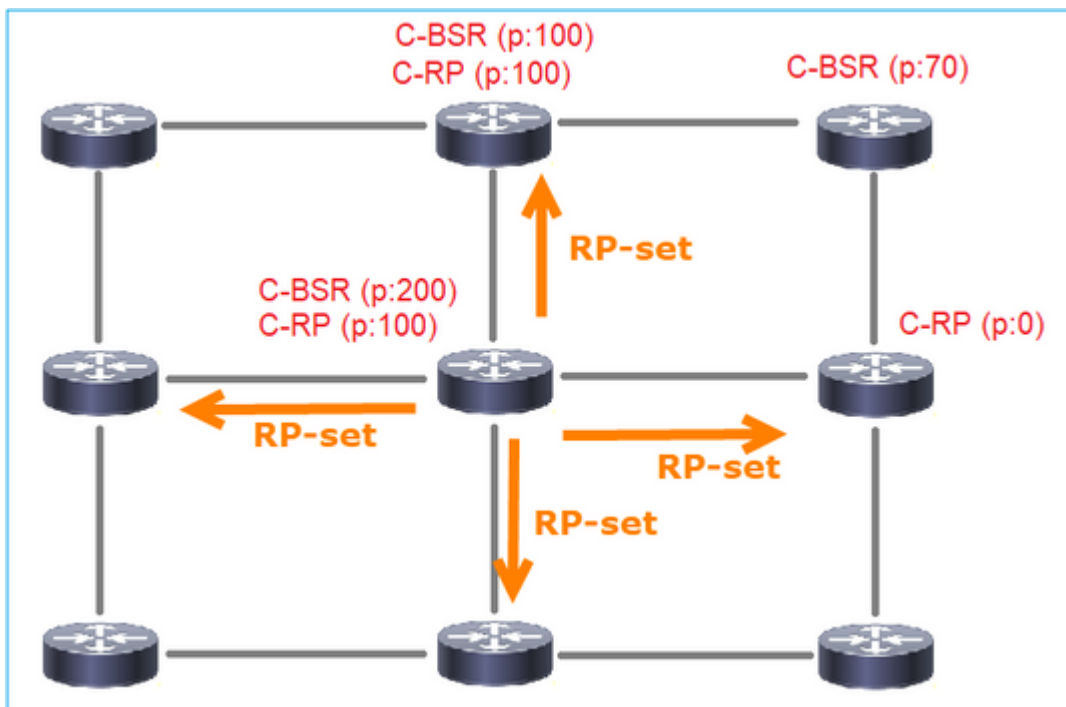 C-BSR (p:100)
C-RP (p:100)
C-BSR (p:70)
RP-set
C-BSR (p:200)
C-RP (p:100)
C-RP (p:0)
RP-set
RP-set
RP-set